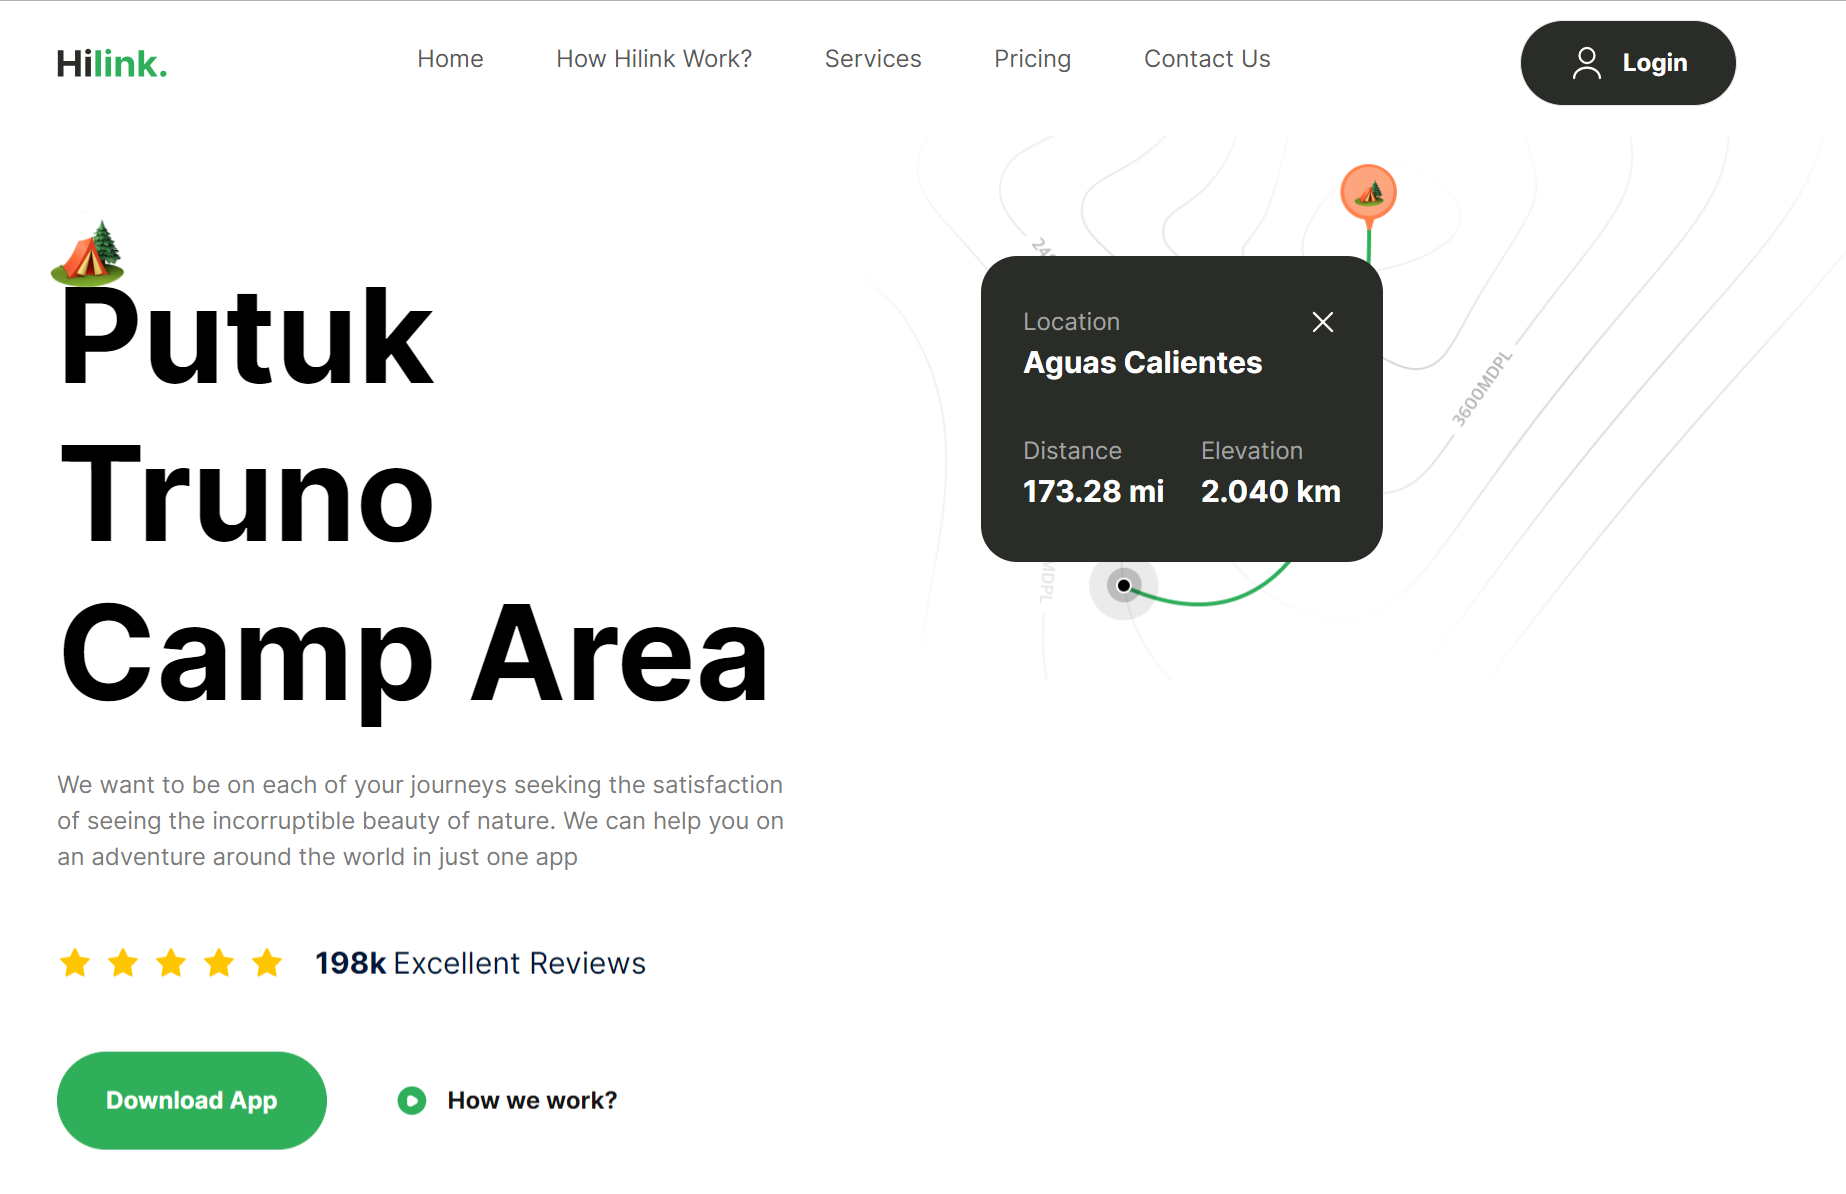 Hilink.
Home
How Hilink Work?
Services
Pricing
Contact Us
Login
Putuk
Truno
Camp Area
We want to be on each of your journeys seeking the satisfaction
of seeing the incorruptible beauty of nature. We can help you on
an adventure around the world in just one app
198k Excellent Reviews
Download App
How we work?
Location
Aguas Calientes
Distance
Elevation
173.28 mi
2.040 km
3600MDPL
MDPL